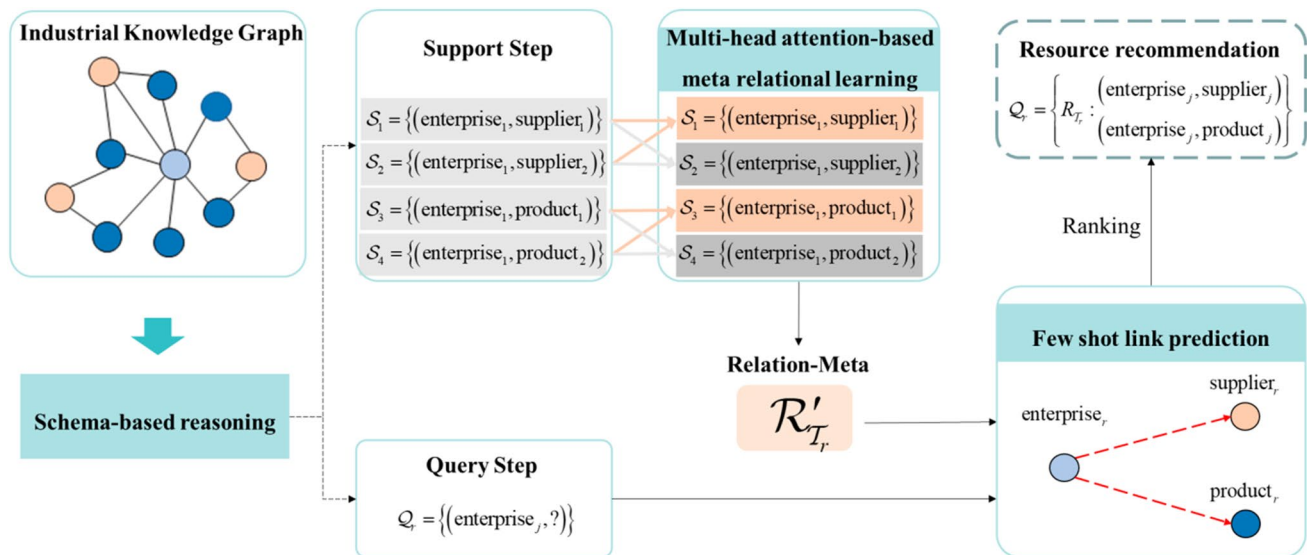 Industrial Knowledge Graph
Schema-based reasoning
Support Step
𝒮₁ = {(enterprise₁, supplier₁)}
𝒮₂ = {(enterprise₁, supplier₂)}
𝒮₃ = {(enterprise₁, product₁)}
𝒮₄ = {(enterprise₁, product₂)}
Multi-head attention-based
meta relational learning
𝒮₁ = {(enterprise₁, supplier₁)}
𝒮₂ = {(enterprise₁, supplier₂)}
𝒮₃ = {(enterprise₁, product₁)}
𝒮₄ = {(enterprise₁, product₂)}
Relation-Meta
ℛ′_𝒯ᵣ
Query Step
𝒬ᵣ = {(enterpriseⱼ, ?)}
Resource recommendation
𝒬ᵣ = { R_𝒯ᵣ : (enterpriseⱼ, supplierⱼ)
(enterpriseⱼ, productⱼ) }
Ranking
Few shot link prediction
supplierᵣ
enterpriseᵣ
productᵣ